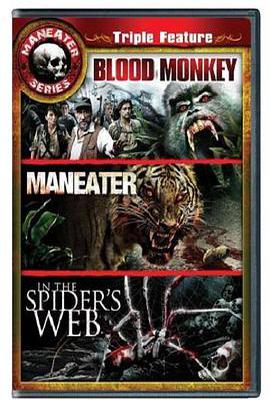 MANEATER
SERIES
Triple Feature
BLOOD MONKEY
MANEATER
IN THE
SPIDER'S
WEB